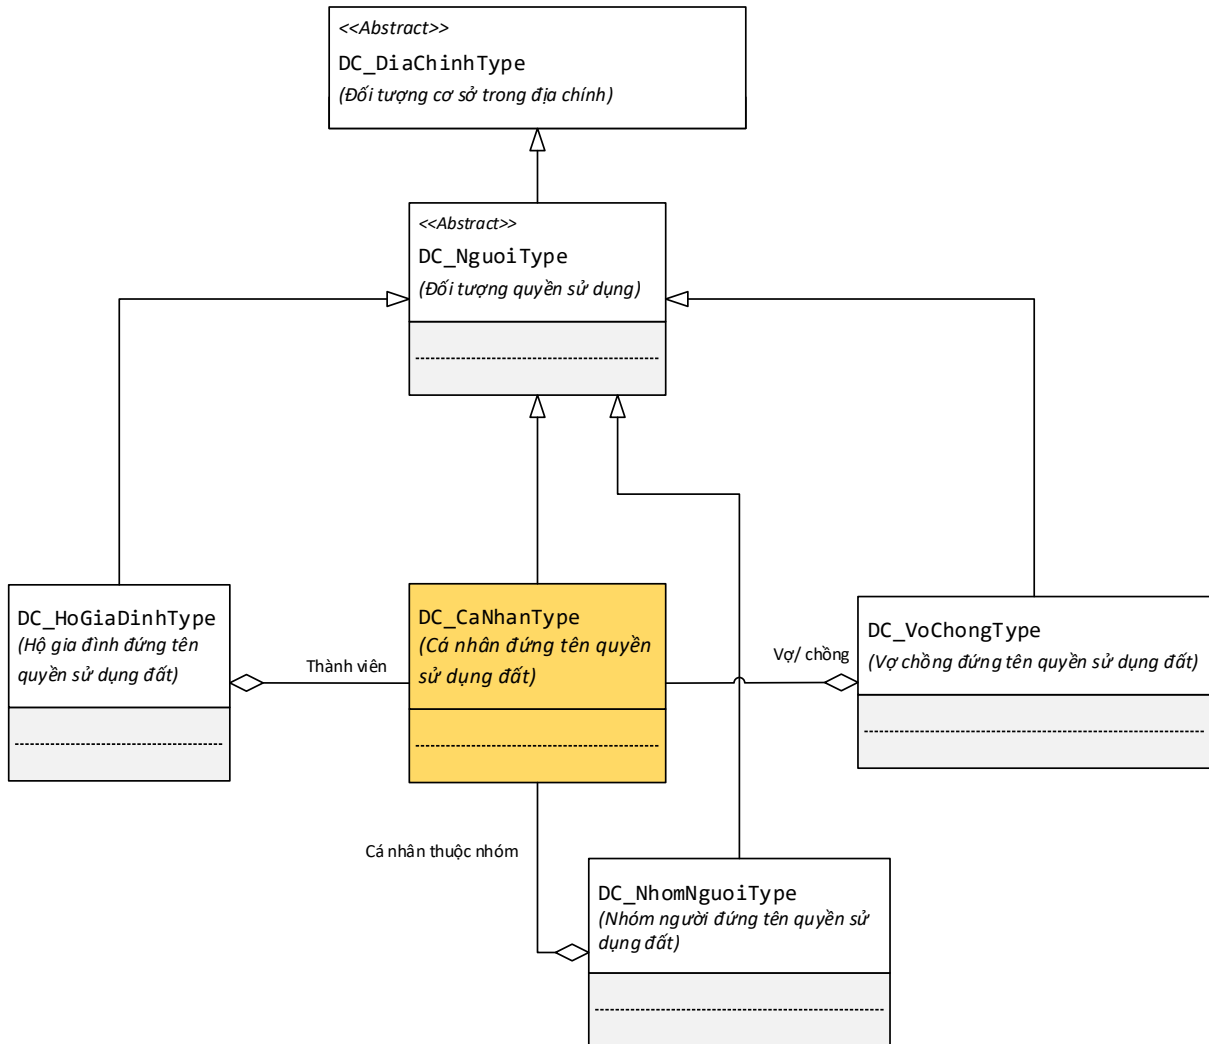 <<Abstract>>
DC_DiaChinhType
(Đối tượng cơ sở trong địa chính)
<<Abstract>>
DC_NguoiType
(Đối tượng quyền sử dụng)
DC_HoGiaDinhType
(Hộ gia đình đứng tên
quyền sử dụng đất)
Thành viên
DC_CaNhanType
(Cá nhân đứng tên quyền
sử dụng đất)
Vợ/ chồng
DC_VoChongType
(Vợ chồng đứng tên quyền sử dụng đất)
Cá nhân thuộc nhóm
DC_NhomNguoiType
(Nhóm người đứng tên quyền sử
dụng đất)